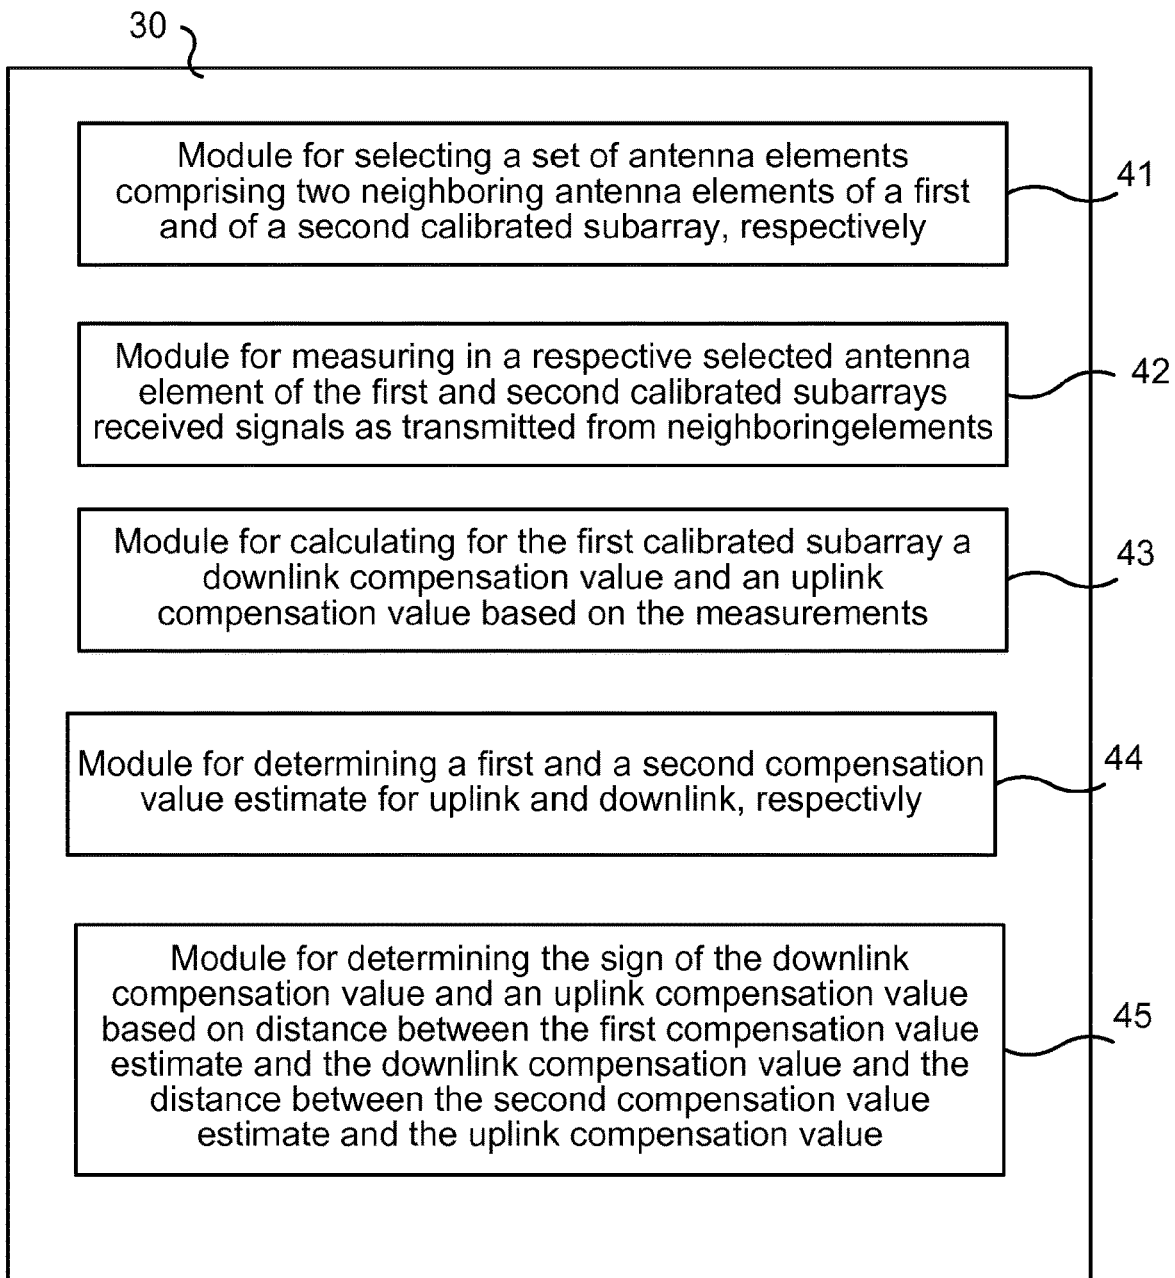 30
Module for selecting a set of antenna elements
comprising two neighboring antenna elements of a first
and of a second calibrated subarray, respectively
41
Module for measuring in a respective selected antenna
element of the first and second calibrated subarrays
received signals as transmitted from neighboringelements
42
Module for calculating for the first calibrated subarray a
downlink compensation value and an uplink
compensation value based on the measurements
43
Module for determining a first and a second compensation
value estimate for uplink and downlink, respectivly
44
Module for determining the sign of the downlink
compensation value and an uplink compensation value
based on distance between the first compensation value
estimate and the downlink compensation value and the
distance between the second compensation value
estimate and the uplink compensation value
45